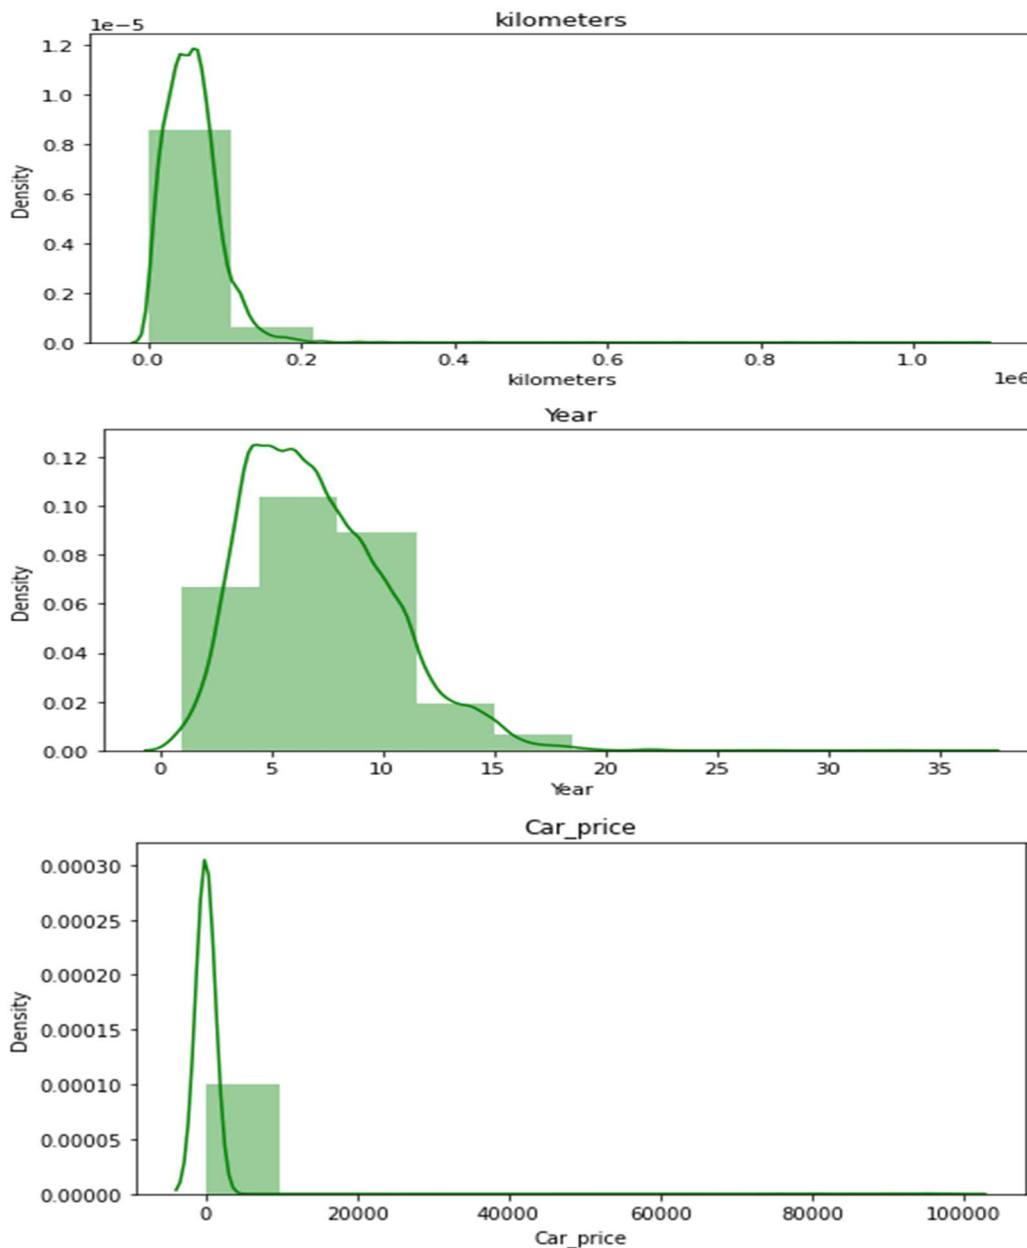 kilometers
1e−5
1.2
1.0
0.8
0.6
0.4
0.2
0.0
Density
0.0 0.2 0.4 0.6 0.8 1.0
kilometers
1e6
Year
0.12
0.10
0.08
0.06
0.04
0.02
0.00
Density
0 5 10 15 20 25 30 35
Year
Car_price
0.00030
0.00025
0.00020
0.00015
0.00010
0.00005
0.00000
Density
0 20000 40000 60000 80000 100000
Car_price